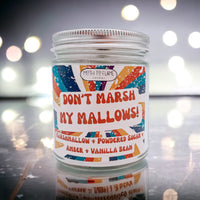 DON'T MARSH
MY MALLOWS!
MARSHMALLOW + POWDERED SUGAR +
AMBER + VANILLA BEAN